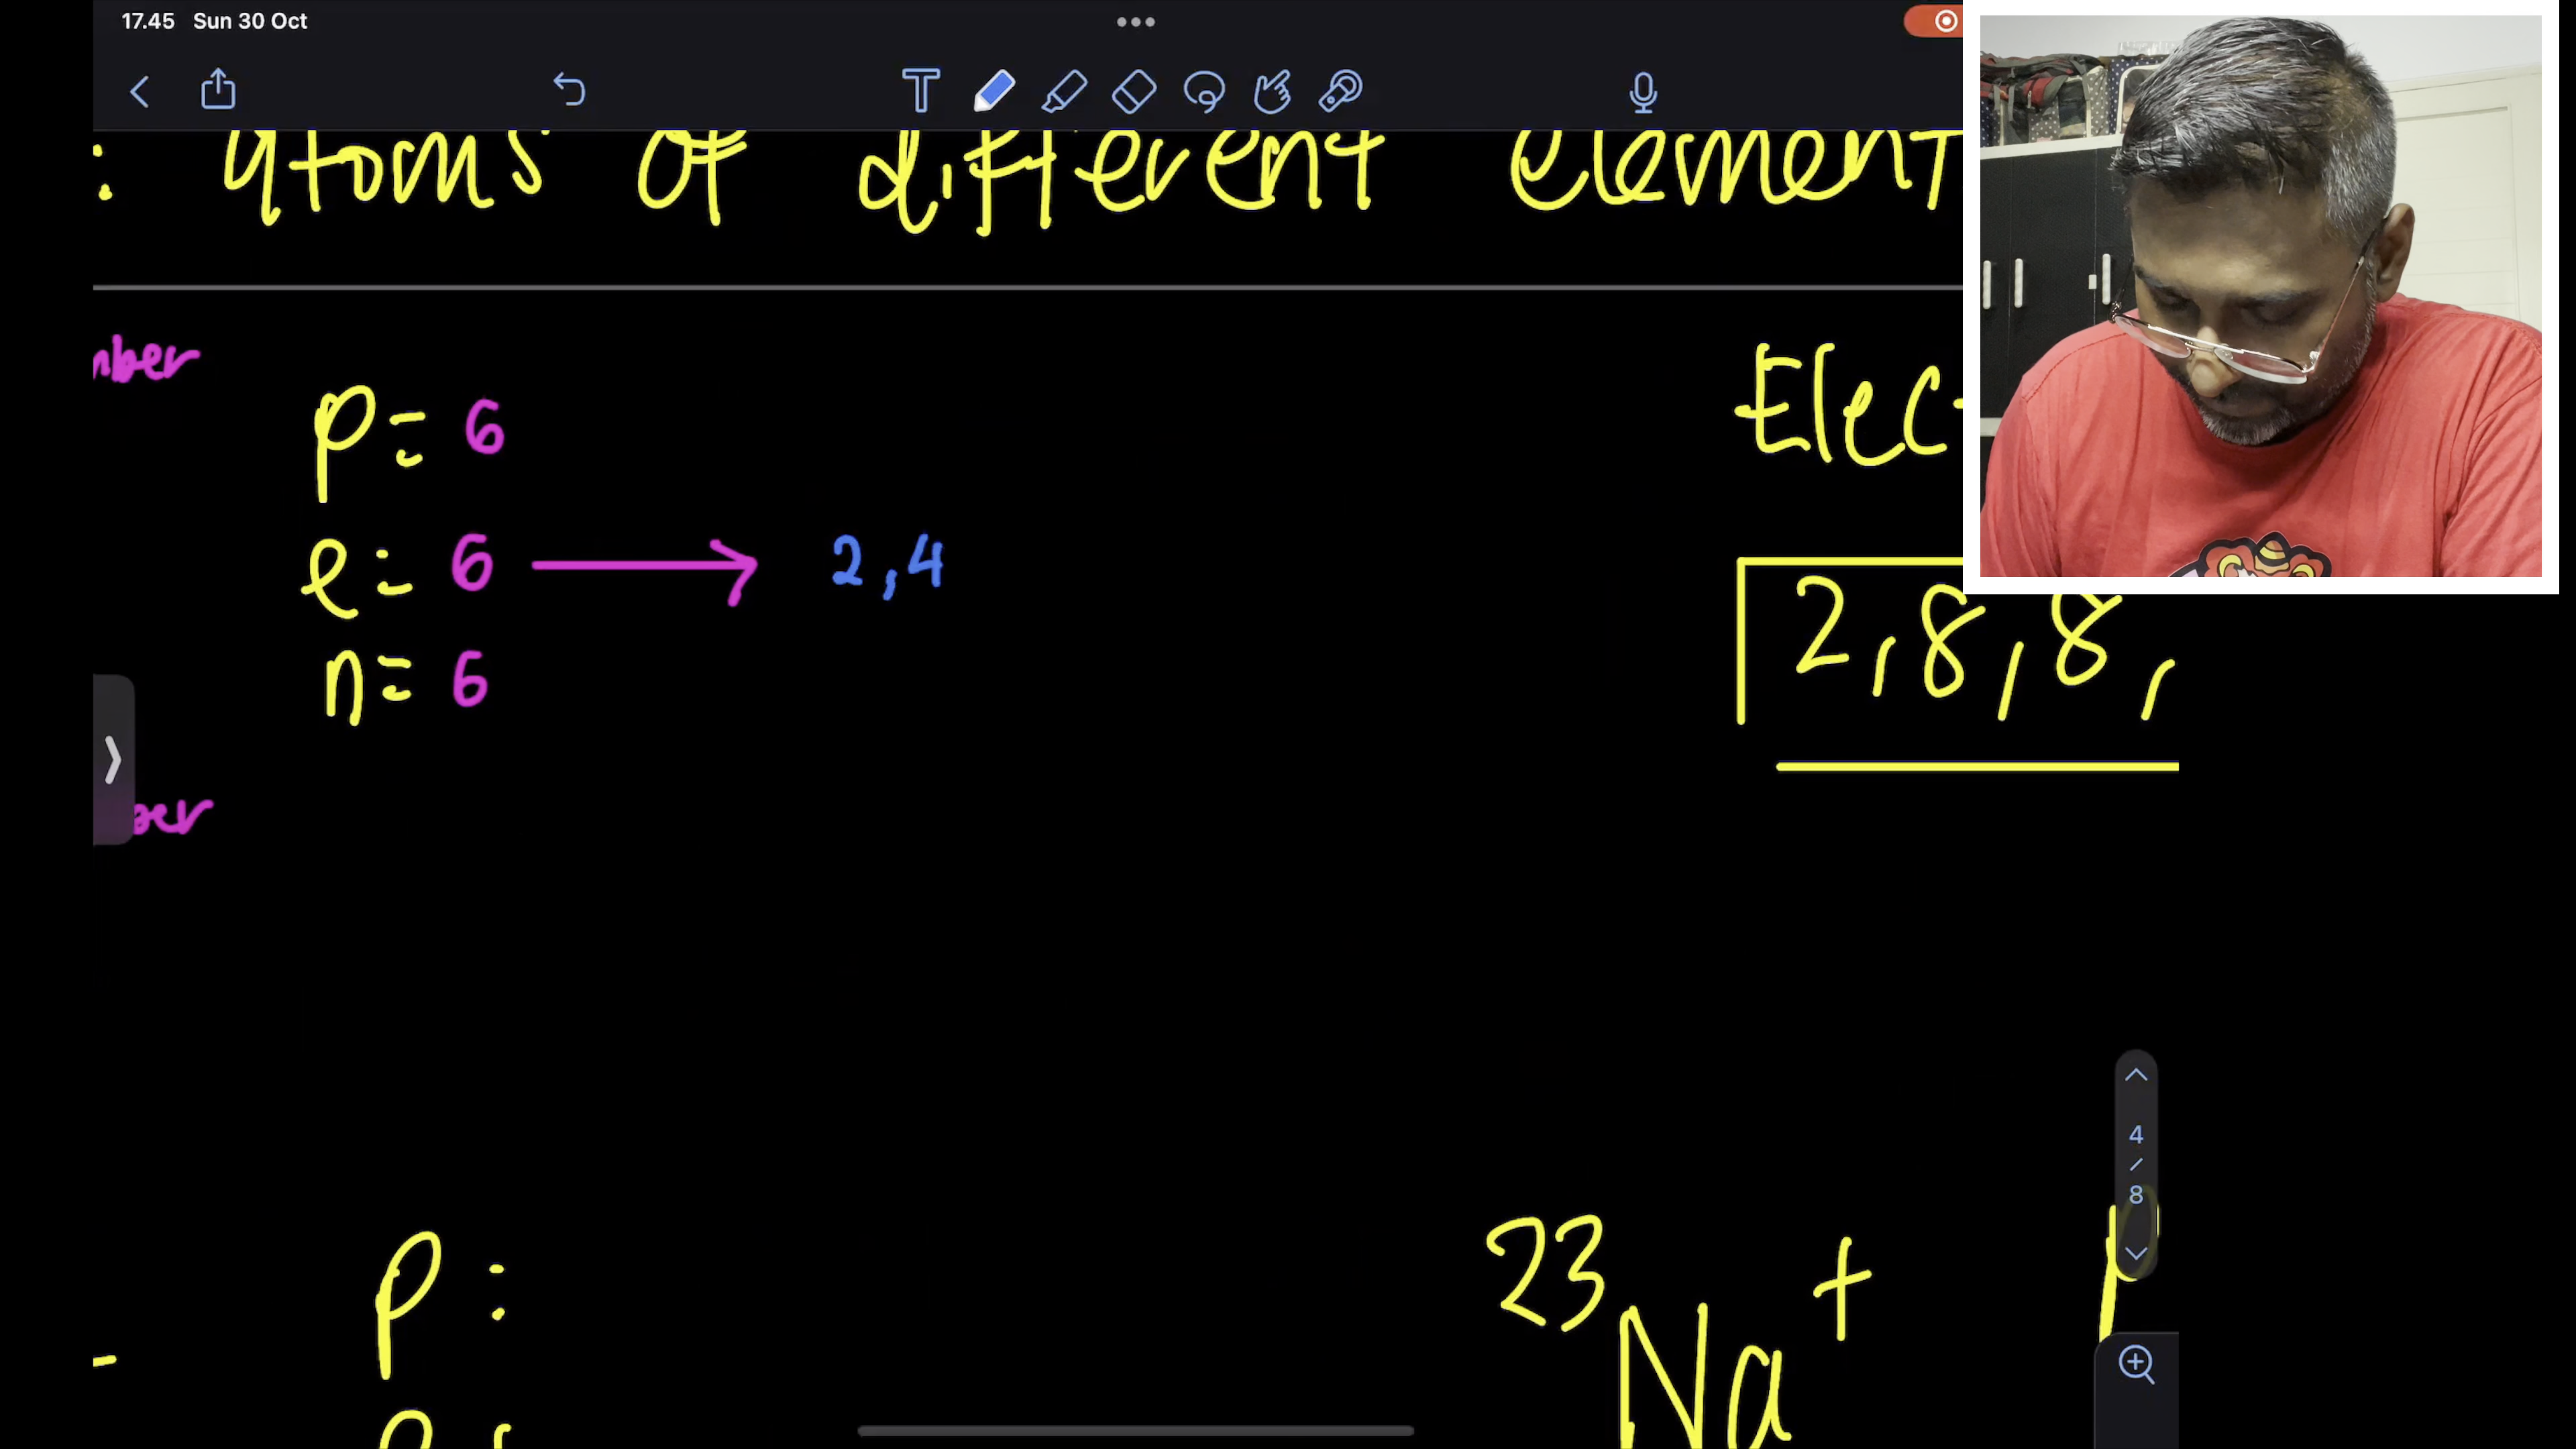 17.45 Sun 30 Oct
: atoms of different element
mber
p= 6
Elec
e= 6 → 2,4
2,8,8,
n= 6
ber
4
/
8
p :
23
Na+